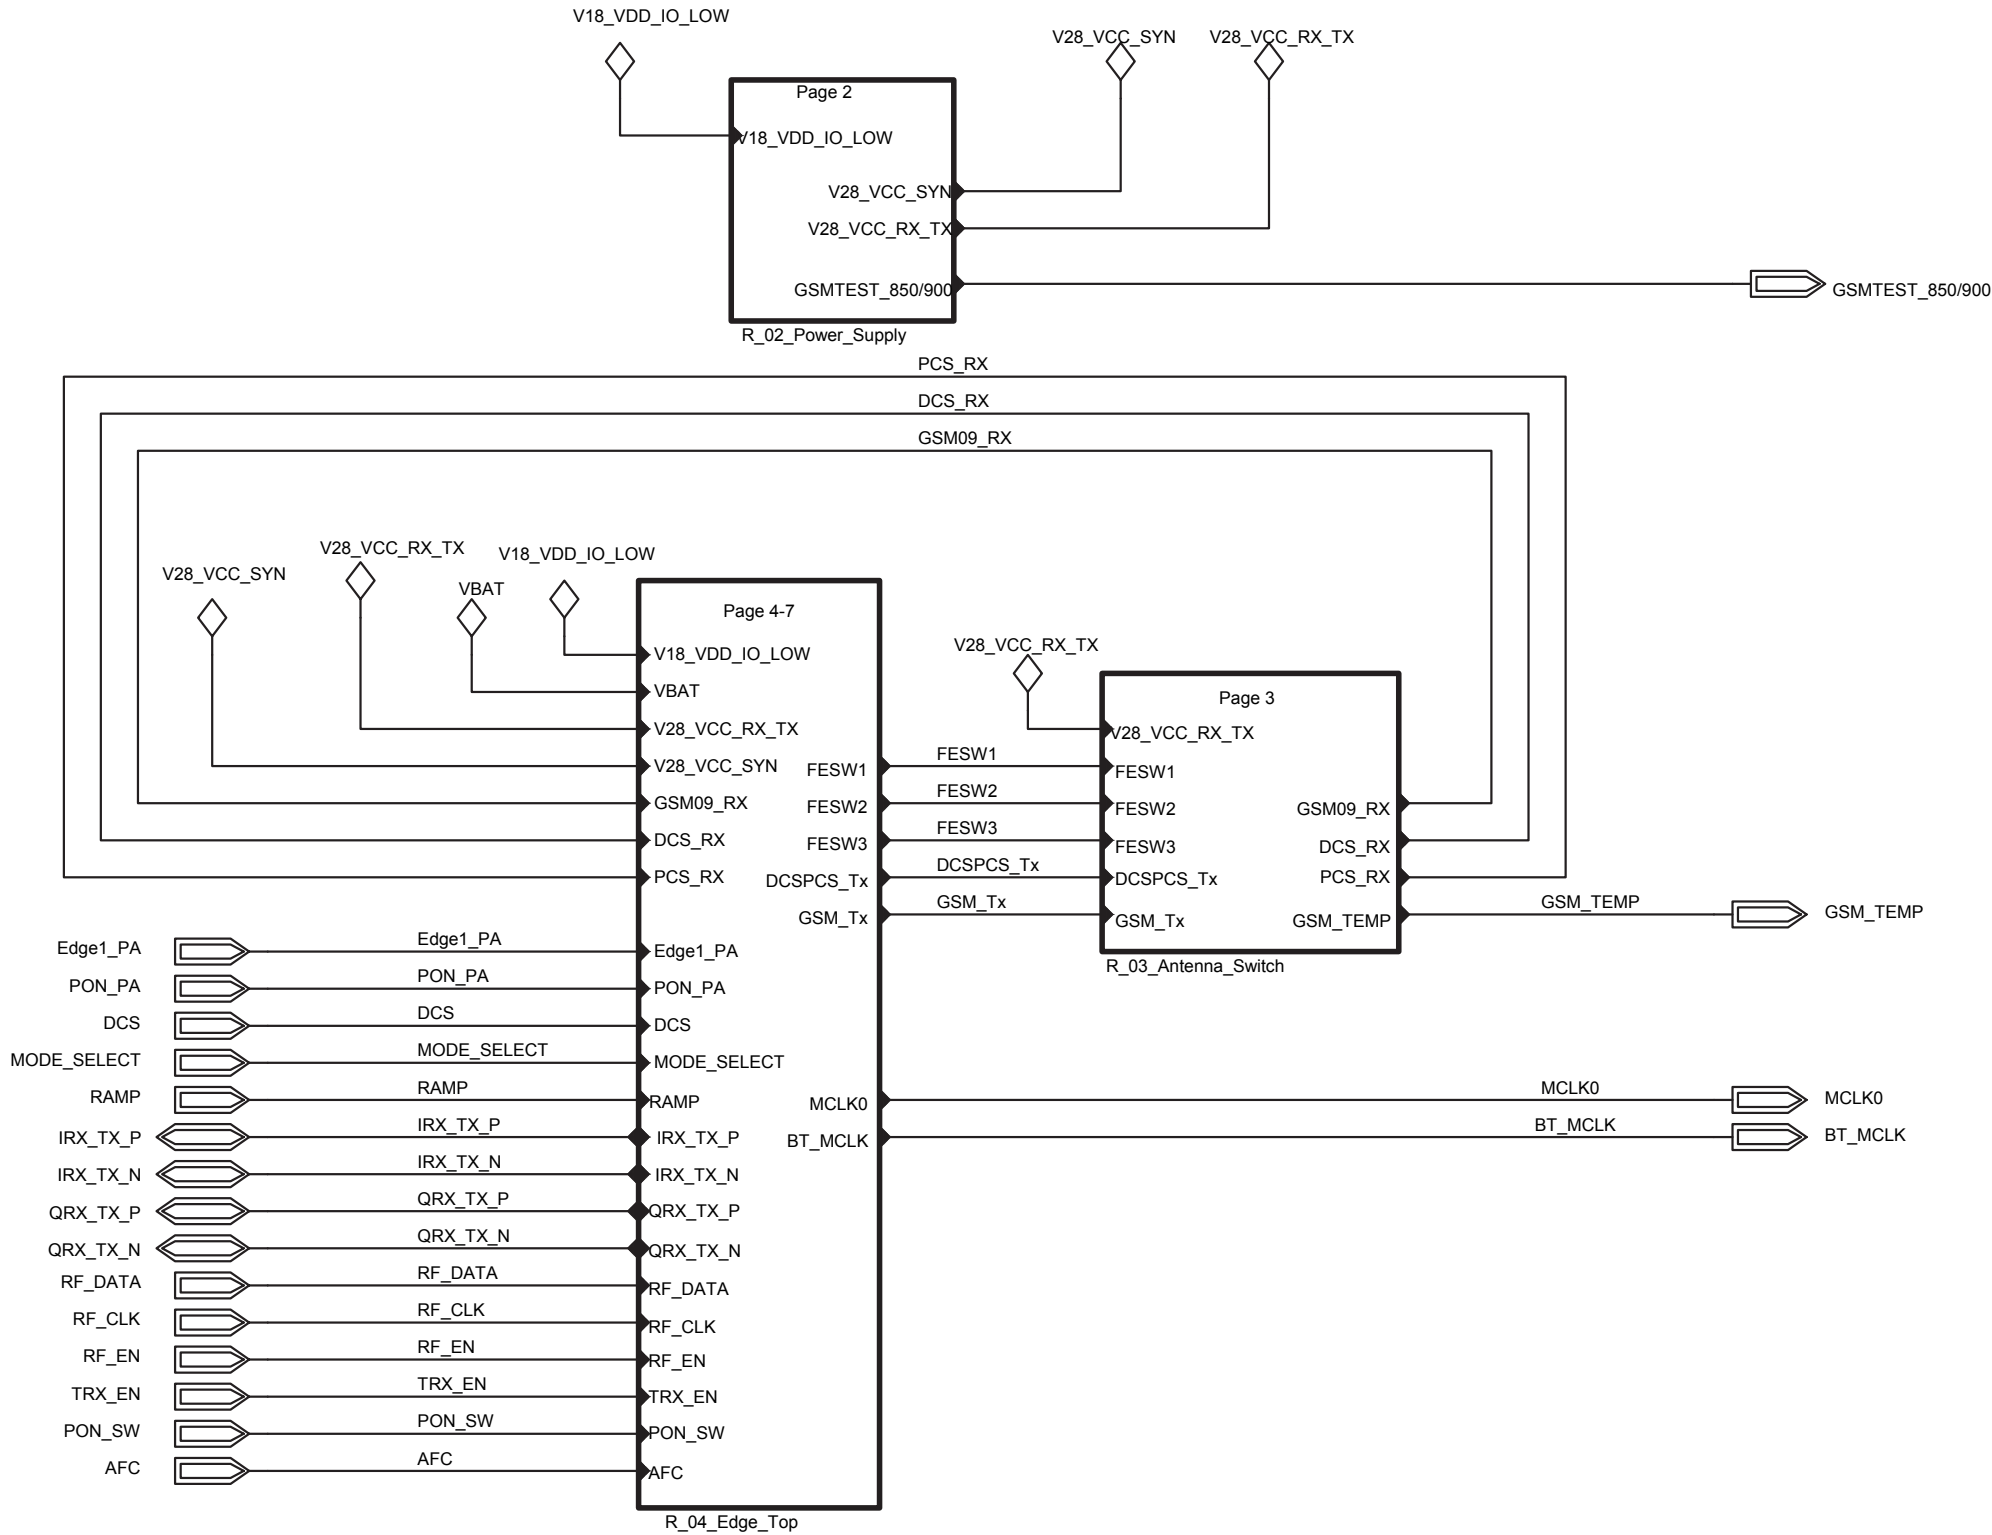 V18_VDD_IO_LOW
V28_VCC_SYN
V28_VCC_RX_TX
Page 2
V18_VDD_IO_LOW
V28_VCC_SYN
V28_VCC_RX_TX
GSMTEST_850/900
GSMTEST_850/900
R_02_Power_Supply
PCS_RX
DCS_RX
GSM09_RX
V28_VCC_SYN
V28_VCC_RX_TX
VBAT
V18_VDD_IO_LOW
Page 4-7
V18_VDD_IO_LOW
VBAT
V28_VCC_RX_TX
V28_VCC_SYN
GSM09_RX
DCS_RX
PCS_RX
FESW1
FESW2
FESW3
DCSPCS_Tx
GSM_Tx
FESW1
FESW2
FESW3
DCSPCS_Tx
GSM_Tx
V28_VCC_RX_TX
Page 3
V28_VCC_RX_TX
FESW1
FESW2
FESW3
DCSPCS_Tx
GSM_Tx
GSM09_RX
DCS_RX
PCS_RX
GSM_TEMP
GSM_TEMP
GSM_TEMP
R_03_Antenna_Switch
Edge1_PA
Edge1_PA
Edge1_PA
PON_PA
PON_PA
PON_PA
DCS
DCS
DCS
MODE_SELECT
MODE_SELECT
MODE_SELECT
RAMP
RAMP
RAMP
MCLK0
MCLK0
MCLK0
IRX_TX_P
IRX_TX_P
IRX_TX_P
BT_MCLK
BT_MCLK
BT_MCLK
IRX_TX_N
IRX_TX_N
IRX_TX_N
QRX_TX_P
QRX_TX_P
QRX_TX_P
QRX_TX_N
QRX_TX_N
QRX_TX_N
RF_DATA
RF_DATA
RF_DATA
RF_CLK
RF_CLK
RF_CLK
RF_EN
RF_EN
RF_EN
TRX_EN
TRX_EN
TRX_EN
PON_SW
PON_SW
PON_SW
AFC
AFC
AFC
R_04_Edge_Top